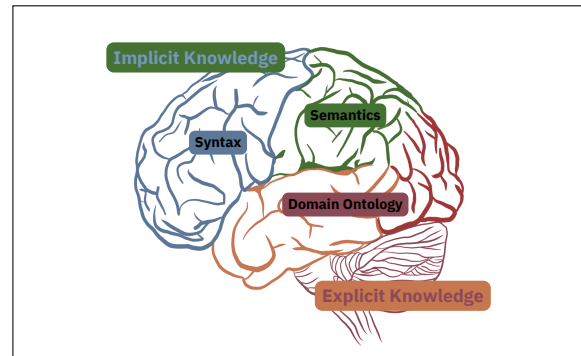 Implicit Knowledge
Semantics
Syntax
Domain Ontology
Explicit Knowledge